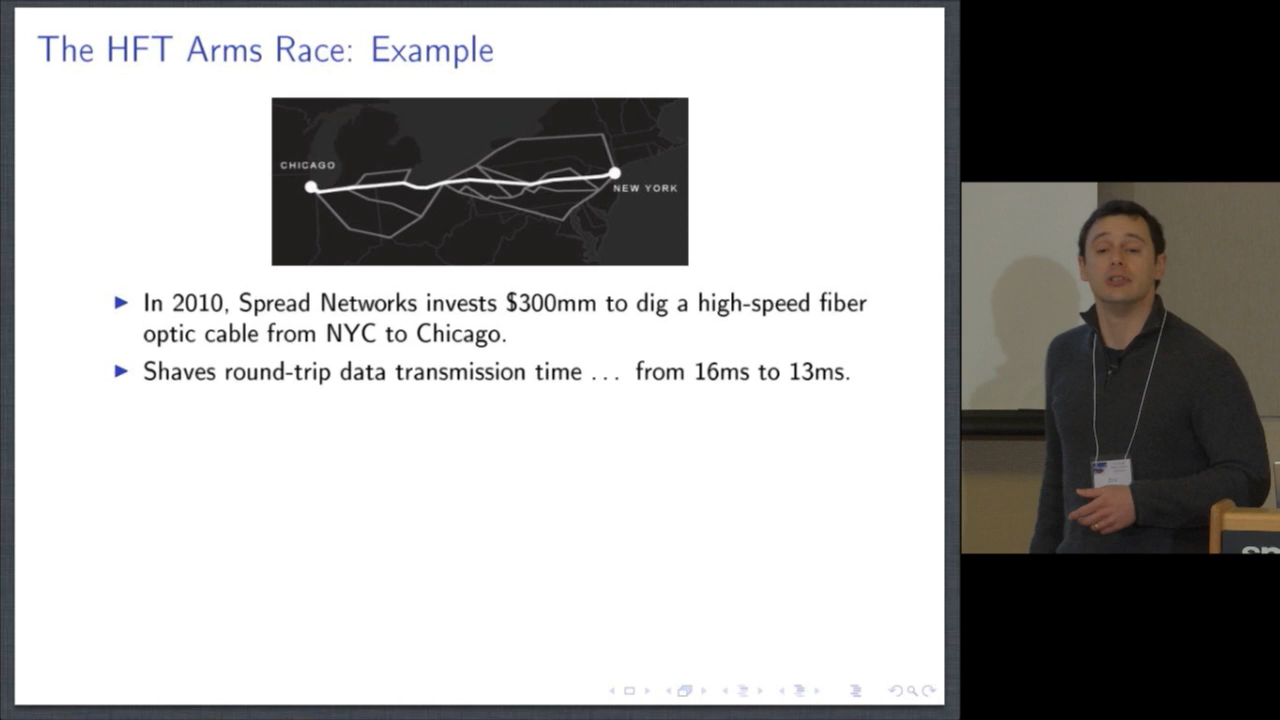 The HFT Arms Race: Example
CHICAGO
NEW YORK
In 2010, Spread Networks invests $300mm to dig a high-speed fiber
optic cable from NYC to Chicago.
Shaves round-trip data transmission time ... from 16ms to 13ms.